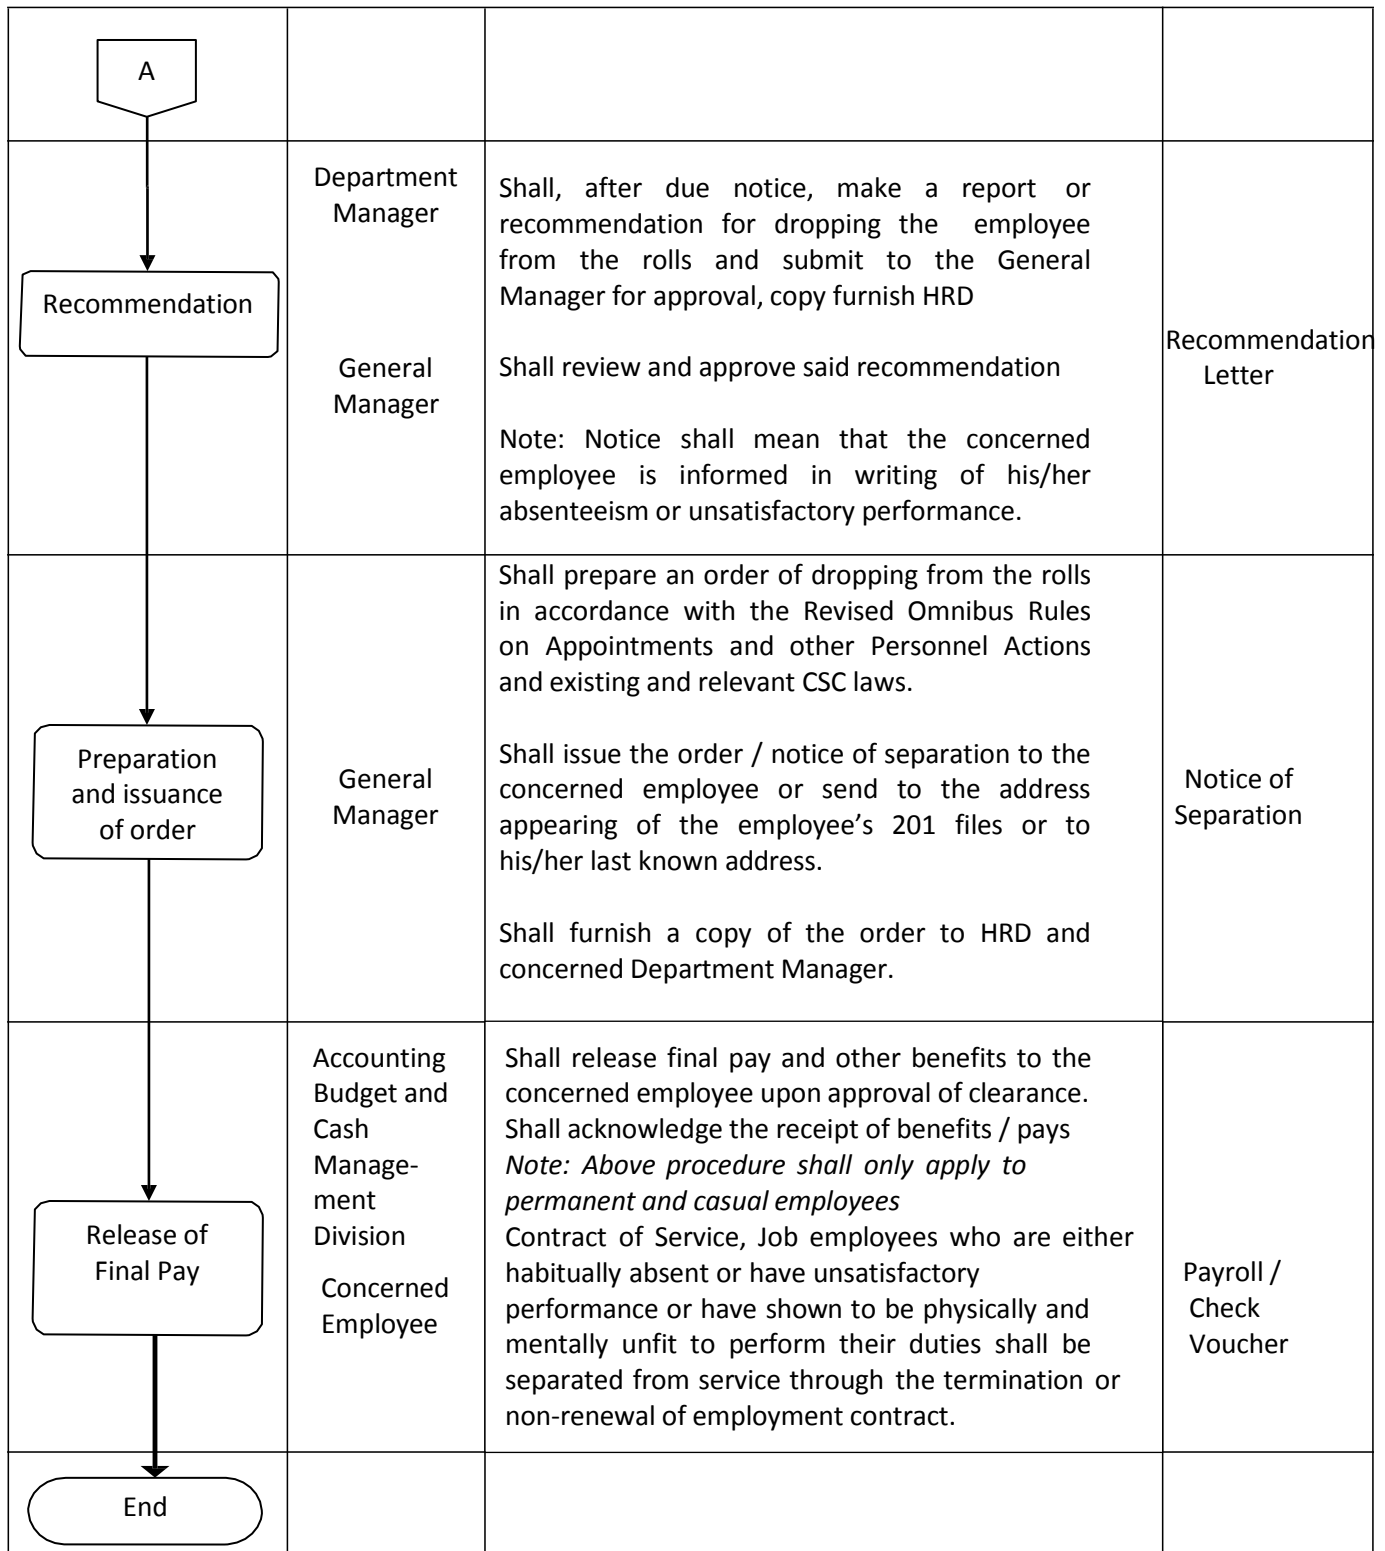 A
Recommendation
Department
Manager
General
Manager
Shall, after due notice, make a report or
recommendation for dropping the employee
from the rolls and submit to the General
Manager for approval, copy furnish HRD
Shall review and approve said recommendation
Note: Notice shall mean that the concerned
employee is informed in writing of his/her
absenteeism or unsatisfactory performance.
Recommendation
Letter
Preparation
and issuance
of order
General
Manager
Shall prepare an order of dropping from the rolls
in accordance with the Revised Omnibus Rules
on Appointments and other Personnel Actions
and existing and relevant CSC laws.
Shall issue the order / notice of separation to the
concerned employee or send to the address
appearing of the employee’s 201 files or to
his/her last known address.
Shall furnish a copy of the order to HRD and
concerned Department Manager.
Notice of
Separation
Release of
Final Pay
Accounting
Budget and
Cash
Manage-
ment
Division
Concerned
Employee
Shall release final pay and other benefits to the
concerned employee upon approval of clearance.
Shall acknowledge the receipt of benefits / pays
Note: Above procedure shall only apply to
permanent and casual employees
Contract of Service, Job employees who are either
habitually absent or have unsatisfactory
performance or have shown to be physically and
mentally unfit to perform their duties shall be
separated from service through the termination or
non-renewal of employment contract.
Payroll /
Check
Voucher
End